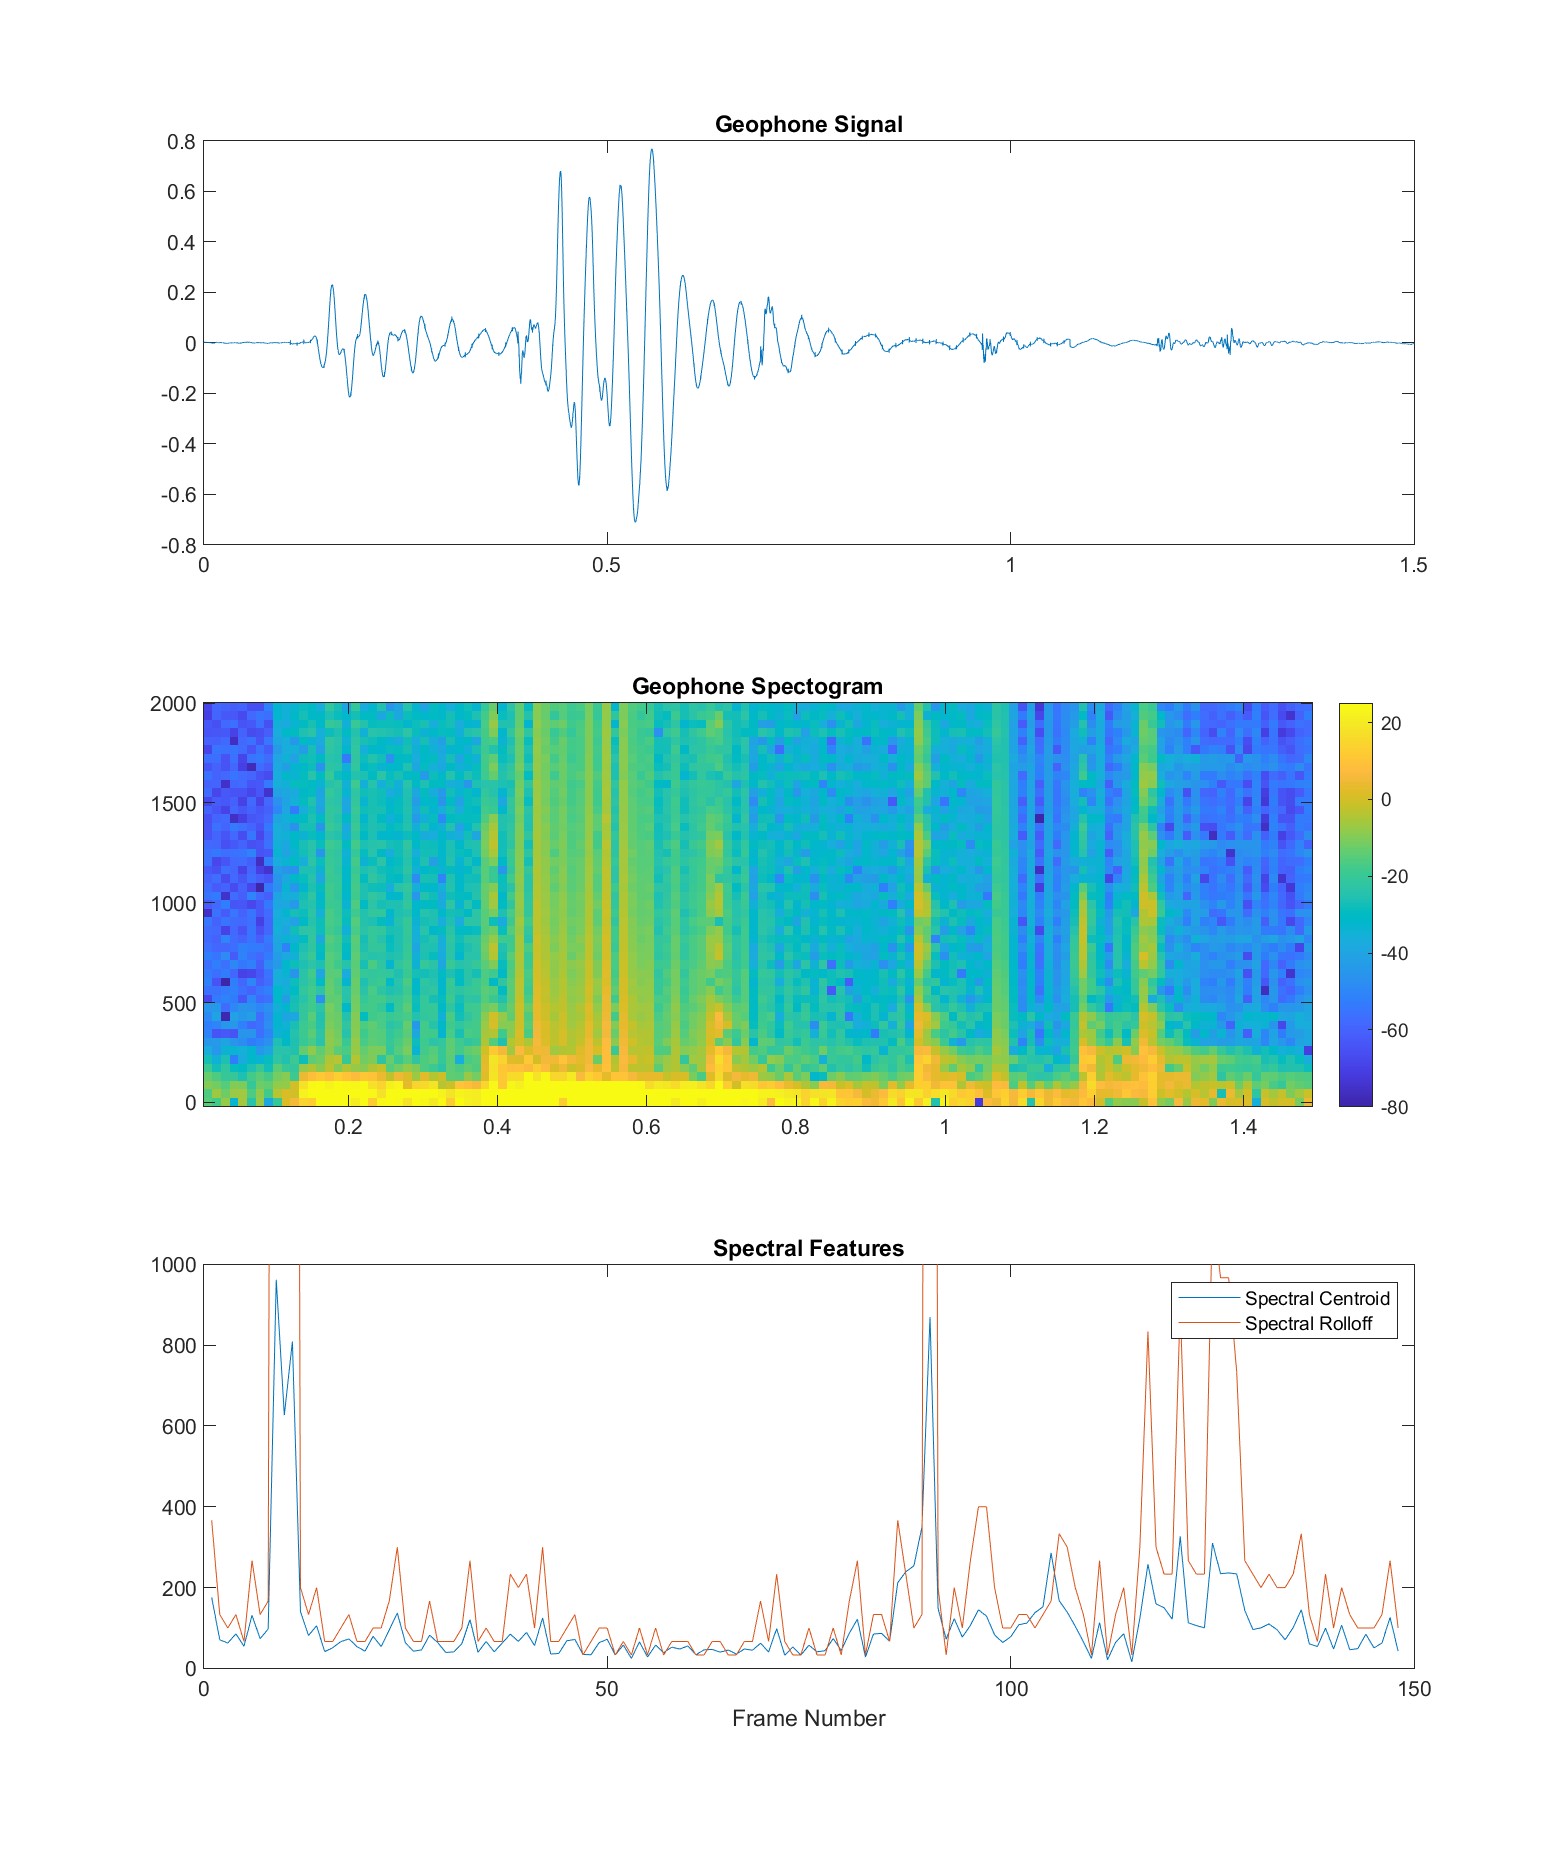 Geophone Signal
0.8
0.6
0.4
0.2
0
-0.2
-0.4
-0.6
-0.8
0 0.5 1 1.5
Geophone Spectogram
2000
1500
1000
500
0
0.2 0.4 0.6 0.8 1 1.2 1.4
20
0
-20
-40
-60
-80
Spectral Features
1000
800
600
400
200
0
Spectral Centroid
Spectral Rolloff
0 50 100 150
Frame Number